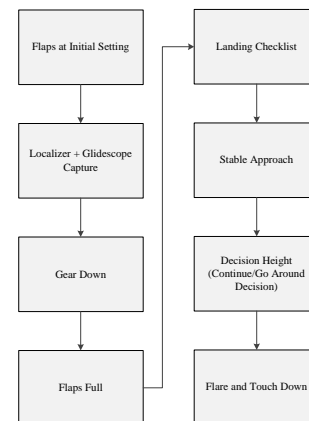 Flaps at Initial Setting
Localizer + Glidescope
Capture
Gear Down
Flaps Full
Landing Checklist
Stable Approach
Decision Height
(Continue/Go Around
Decision)
Flare and Touch Down